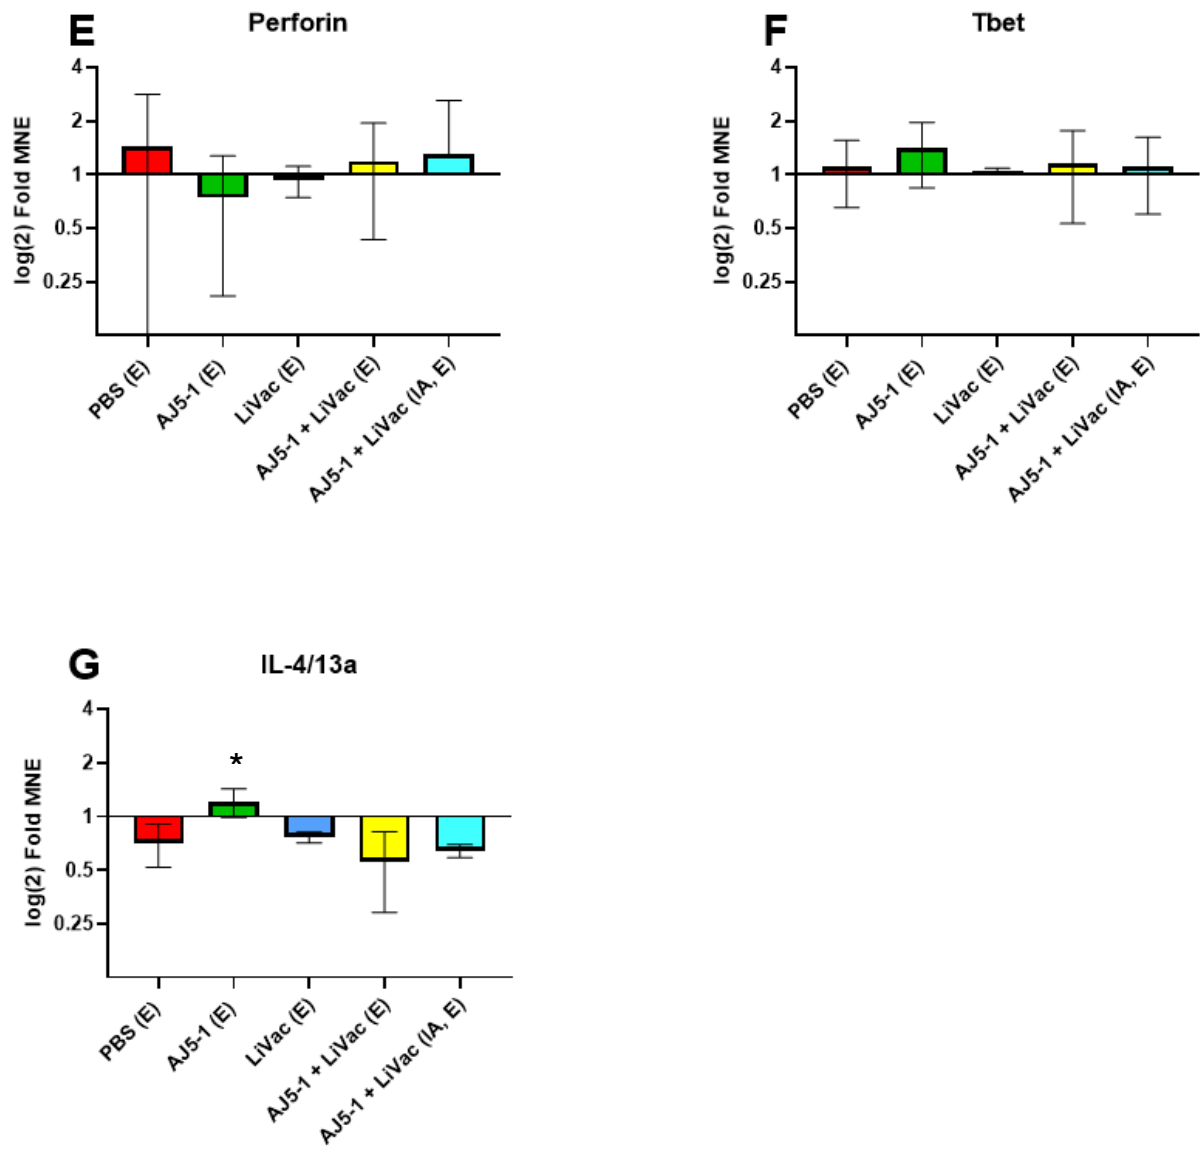 E
Perforin
log(2) Fold MNE
4
2
1
0.5
0.25
PBS (E)
AJ5-1 (E)
LiVac (E)
AJ5-1 + LiVac (E)
AJ5-1 + LiVac (IA, E)
F
Tbet
log(2) Fold MNE
4
2
1
0.5
0.25
PBS (E)
AJ5-1 (E)
LiVac (E)
AJ5-1 + LiVac (E)
AJ5-1 + LiVac (IA, E)
G
IL-4/13a
log(2) Fold MNE
4
2
1
0.5
0.25
*
PBS (E)
AJ5-1 (E)
LiVac (E)
AJ5-1 + LiVac (E)
AJ5-1 + LiVac (IA, E)